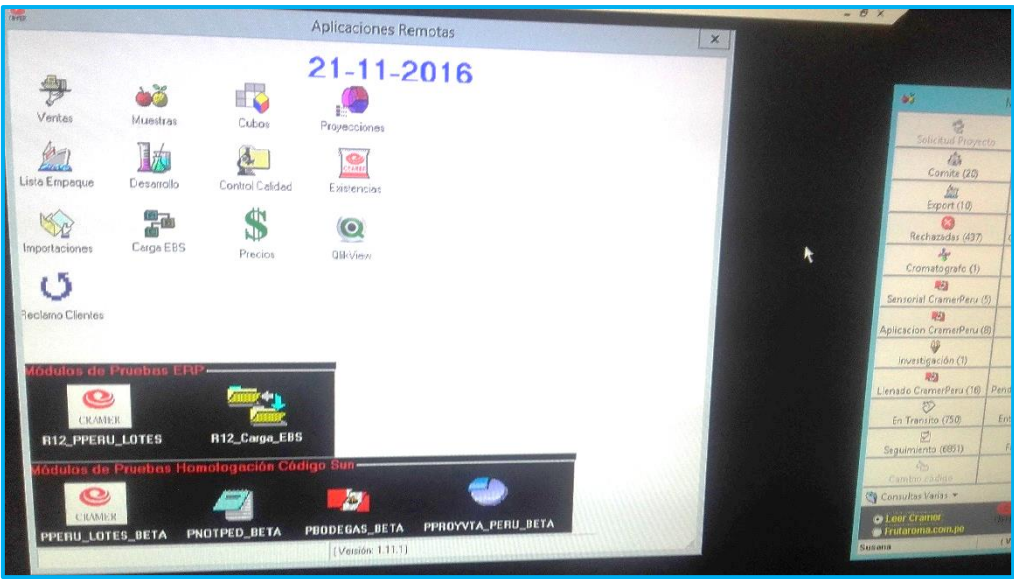 Aplicaciones Remotas
21-11-2016
Ventas
Muestras
Cubos
Proyecciones
Lista Empaque
Desarrollo
Control Calidad
CRAMER
Existencias
Importaciones
Carga EBS
Precios
QlikView
Reclamo Clientes
Módulos de Pruebas ERP
CRAMER
R12_PPERU_LOTES
R12_Carga_EBS
Módulos de Pruebas Homologación Código Sun
CRAMER
PPERU_LOTES_BETA
PNOTPED_BETA
PBODEGAS_BETA
PPROYVTA_PERU_BETA
[Versión: 1.11.1]
Solicitud Proyecto
Comite (20)
Export (10)
Rechazadas (437)
Cromatografo (1)
Sensorial CramerPeru (5)
Aplicacion CramerPeru (8)
Investigación (1)
Llenado CramerPeru (16)
En Transito (750)
Seguimiento (6851)
Cambio código
Consultas Varias
Leer Cramer
Frutaroma.com.pe
Susana